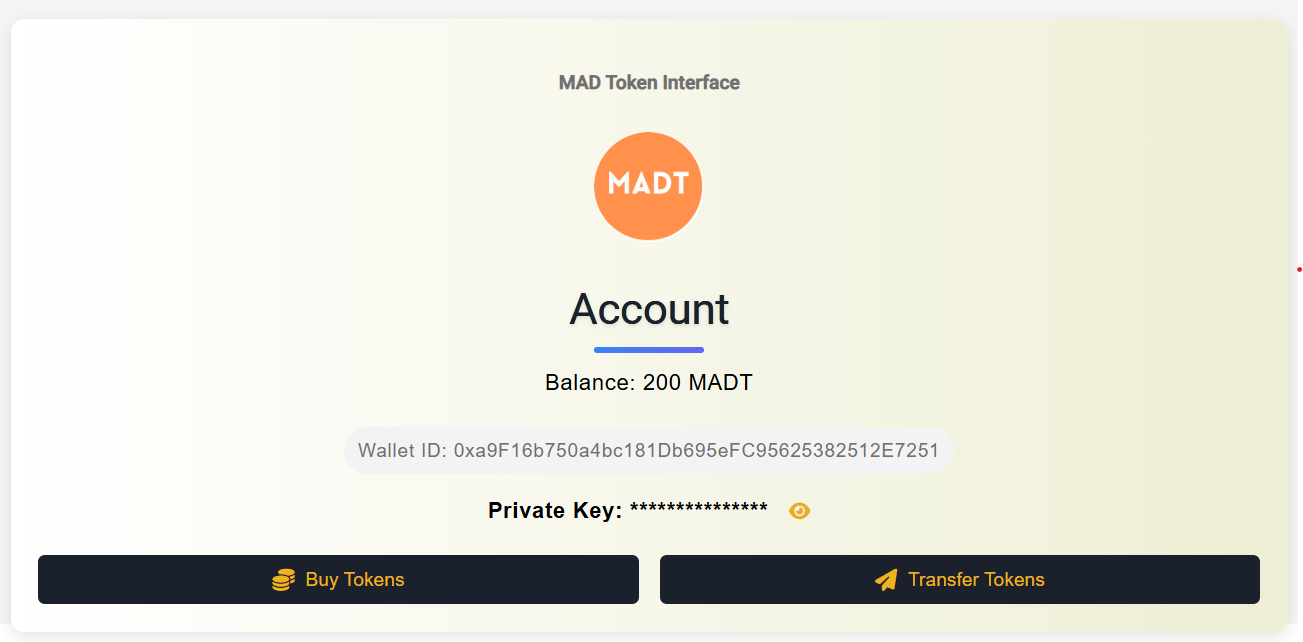 MAD Token Interface
MADT
Account
Balance: 200 MADT
Wallet ID: 0xa9F16b750a4bc181Db695eFC95625382512E7251
Private Key: ***************
Buy Tokens
Transfer Tokens